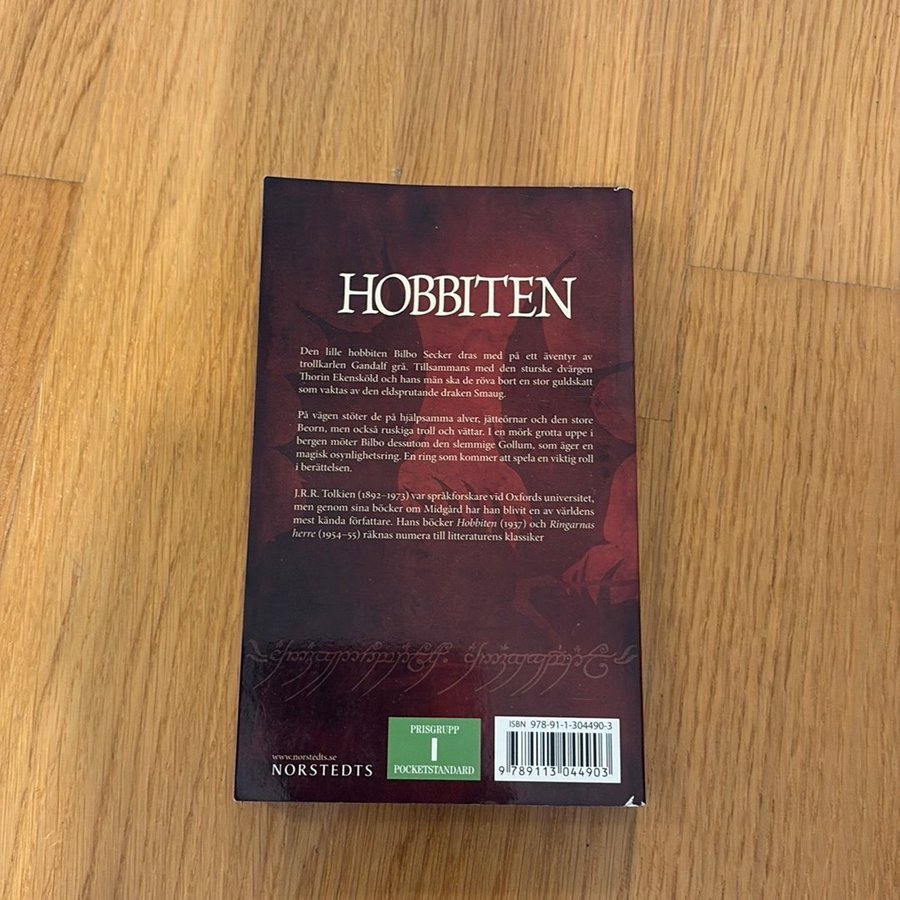 HOBBITEN
Den lille hobbiten Bilbo Secker dras med på ett äventyr av
trollkarlen Gandalf grå. Tillsammans med den sturske dvärgen
Thorin Ekensköld och hans män ska de röva bort en stor guldskatt
som vaktas av den eldsprutande draken Smaug.
På vägen stöter de på hjälpsamma alver, jätteörnar och den store
Beorn, men också ruskiga troll och vättar. I en mörk grotta uppe i
bergen möter Bilbo dessutom den slemmige Gollum, som äger en
magisk osynlighetsring. En ring som kommer att spela en viktig roll
i berättelsen.
J.R.R. Tolkien (1892–1973) var språkforskare vid Oxfords universitet,
men genom sina böcker om Midgård har han blivit en av världens
mest kända författare. Hans böcker Hobbiten (1937) och Ringarnas
herre (1954–55) räknas numera till litteraturens klassiker
www.norstedts.se
NORSTEDTS
PRISGRUPP
I
POCKETSTANDARD
ISBN 978-91-1-304490-3
9 789113 044903